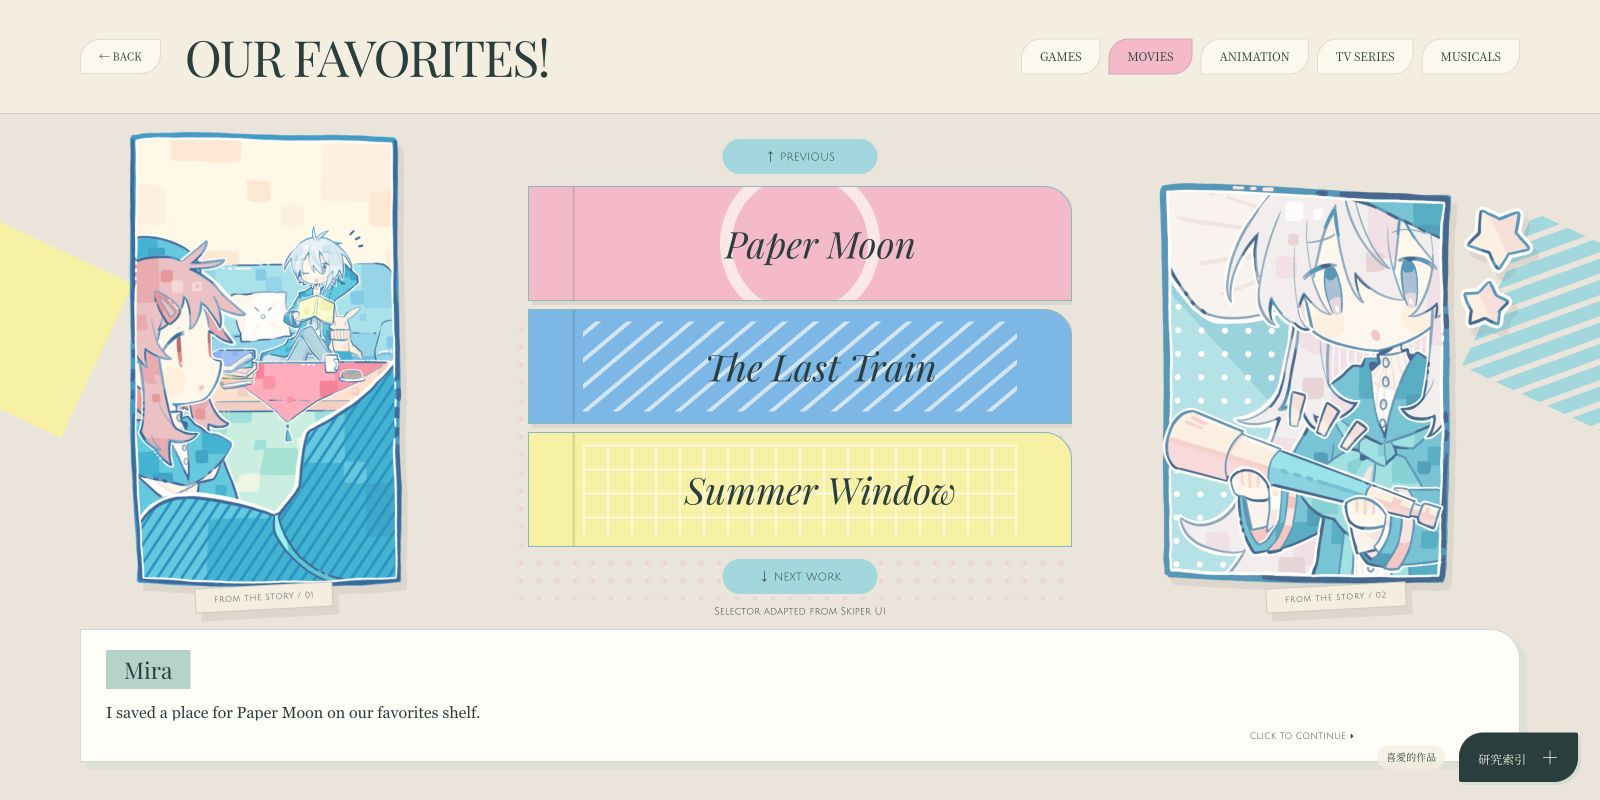 ← BACK
OUR FAVORITES!
GAMES
MOVIES
ANIMATION
TV SERIES
MUSICALS
↑ PREVIOUS
Paper Moon
The Last Train
Summer Window
↓ NEXT WORK
SELECTOR ADAPTED FROM SKIPER UI
FROM THE STORY / 01
FROM THE STORY / 02
Mira
I saved a place for Paper Moon on our favorites shelf.
CLICK TO CONTINUE ▸
喜愛的作品
研究索引 +